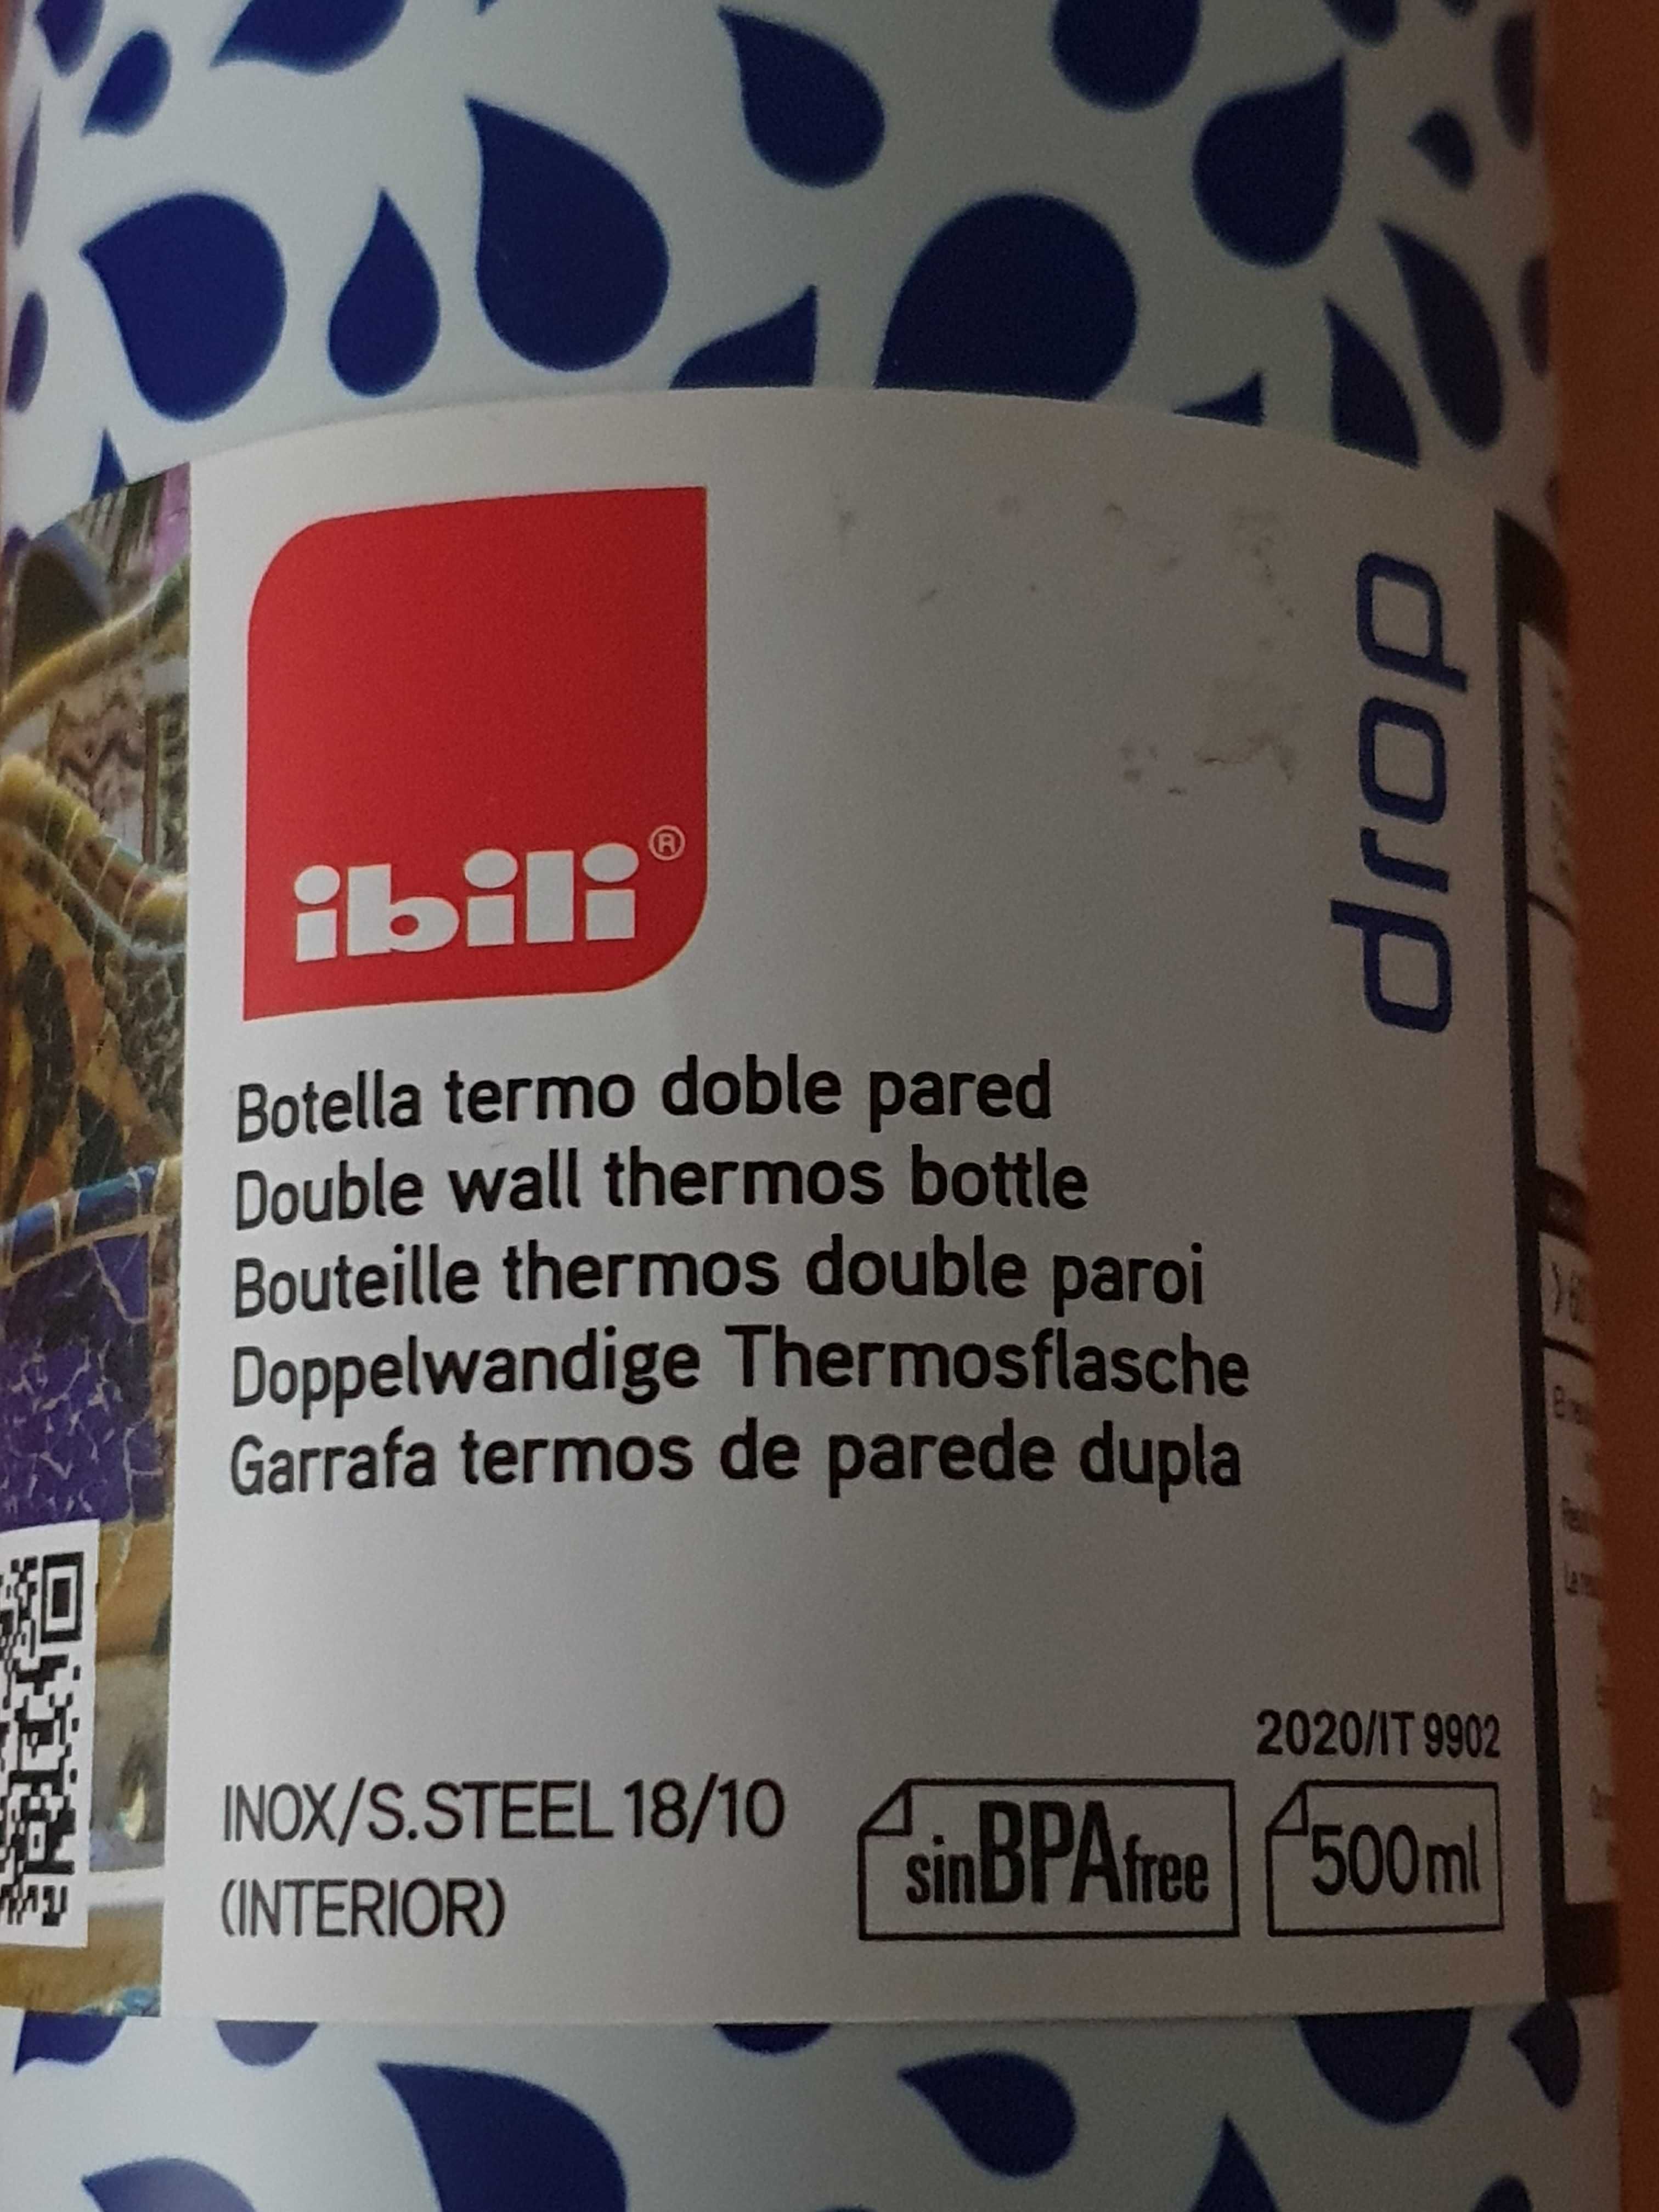 ibili®
drop
Botella termo doble pared
Double wall thermos bottle
Bouteille thermos double paroi
Doppelwandige Thermosflasche
Garrafa termos de parede dupla
2020/IT 9902
INOX/S.STEEL 18/10
(INTERIOR)
sinBPAfree
500ml